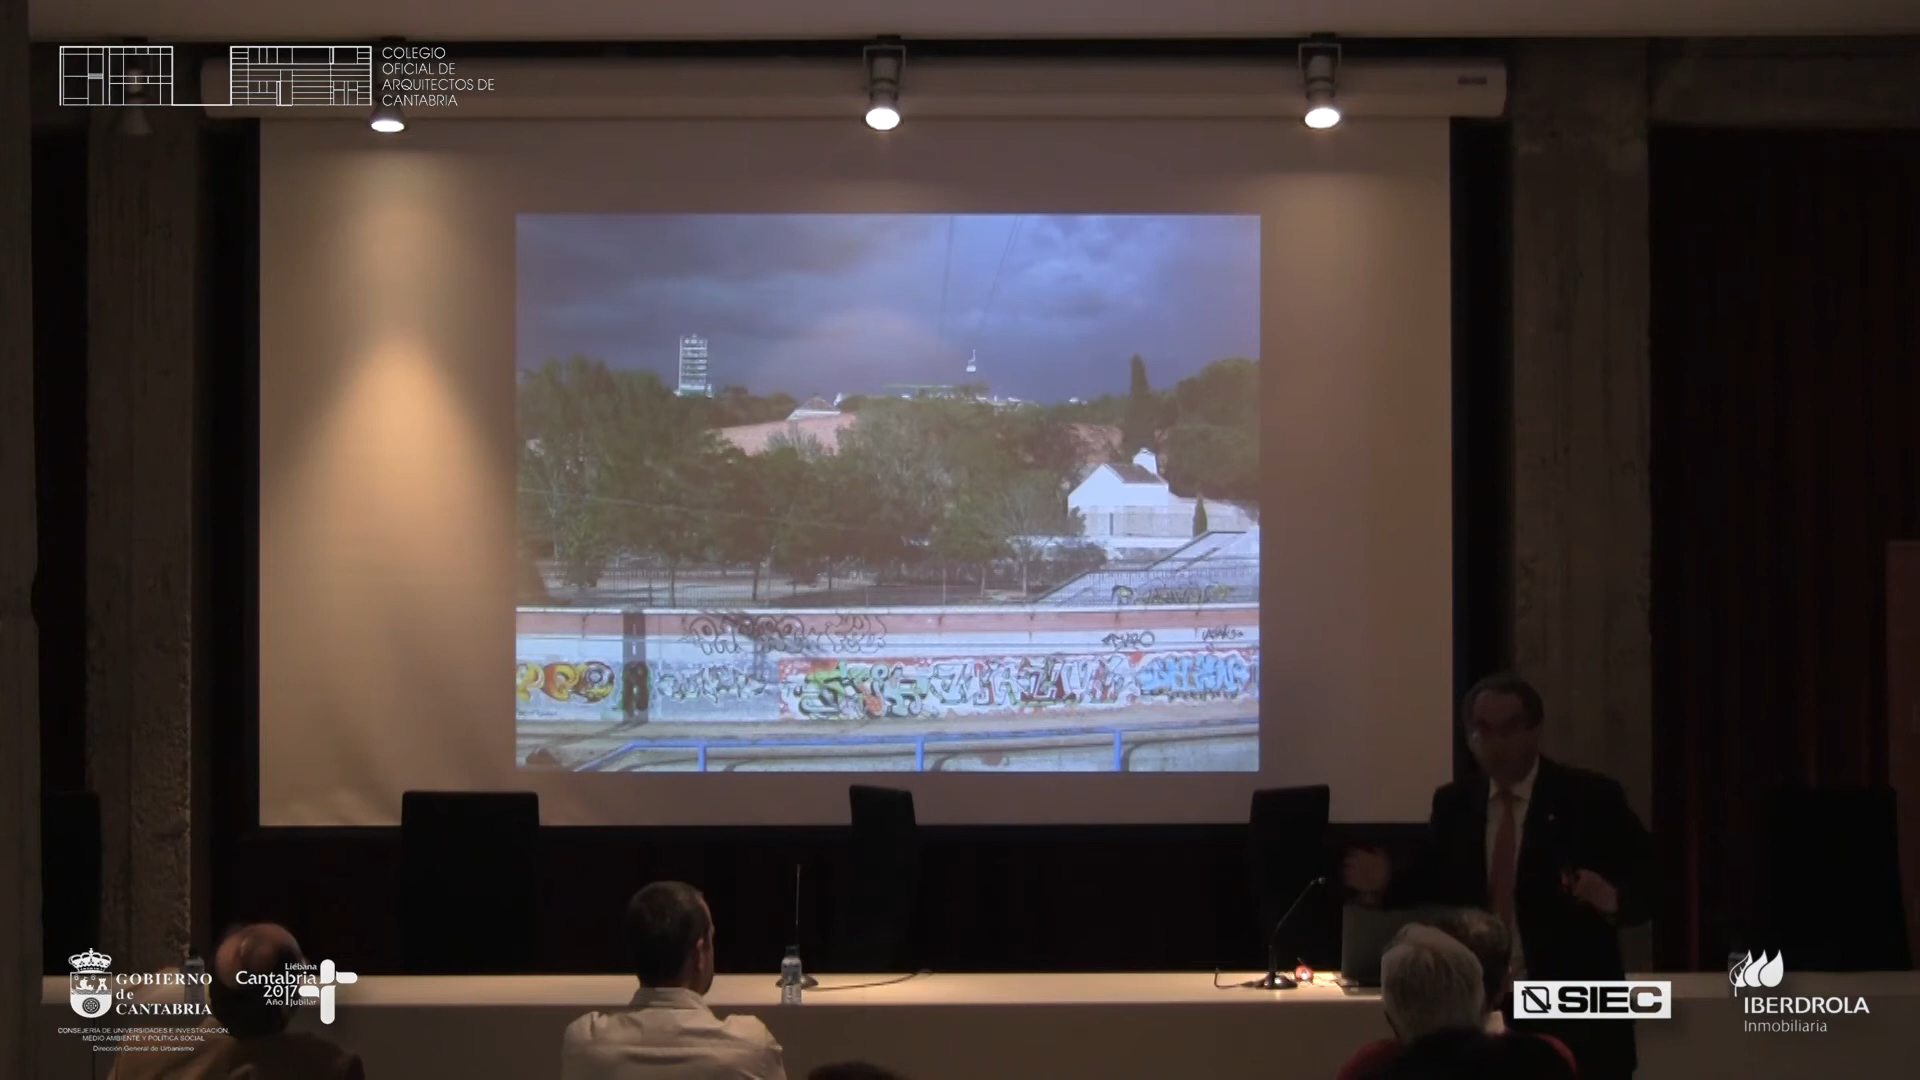 COLEGIO
OFICIAL DE
ARQUITECTOS DE
CANTABRIA
GOBIERNO
de
CANTABRIA
CONSEJERÍA DE UNIVERSIDADES E INVESTIGACIÓN,
MEDIO AMBIENTE Y POLÍTICA SOCIAL
Dirección General de Urbanismo
Liébana
Cantabria
2017
Año Jubilar
SIEC
IBERDROLA
Inmobiliaria